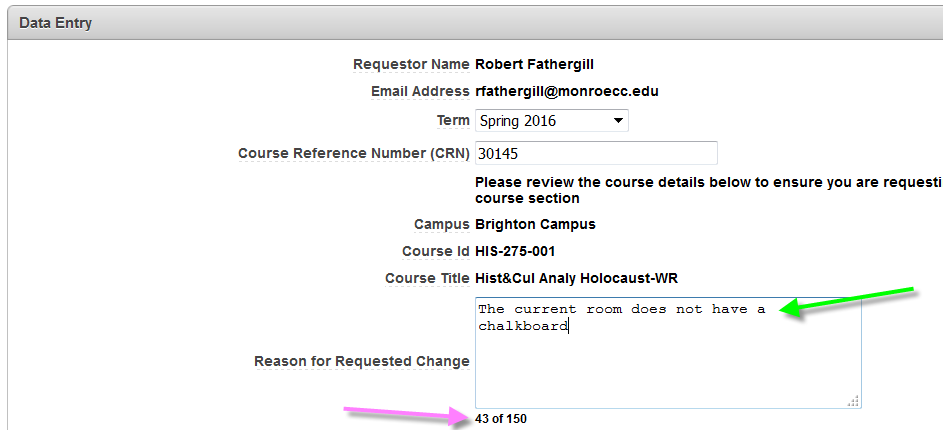 Data Entry
Requestor Name Robert Fathergill
Email Address rfathergill@monroecc.edu
Term Spring 2016
Course Reference Number (CRN) 30145
Please review the course details below to ensure you are requesti
course section
Campus Brighton Campus
Course Id HIS-275-001
Course Title Hist&Cul Analy Holocaust-WR
The current room does not have a
chalkboard
Reason for Requested Change
43 of 150